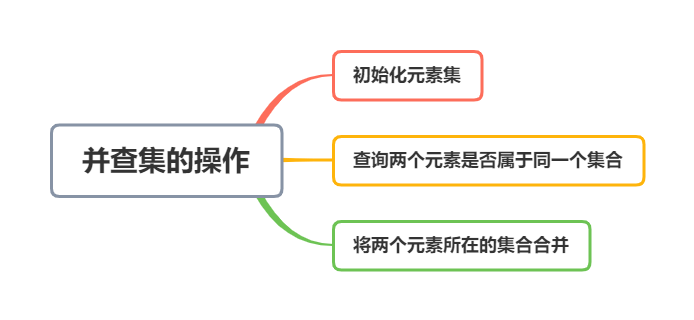 初始化元素集
并查集的操作
查询两个元素是否属于同一个集合
将两个元素所在的集合合并